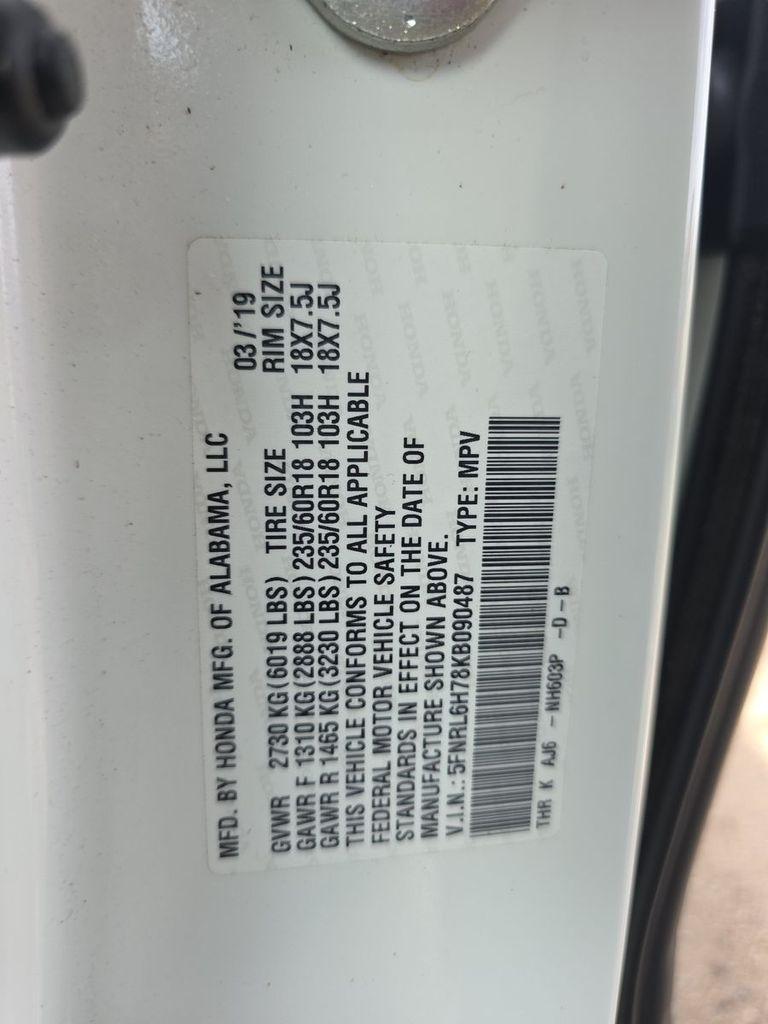 MFD. BY HONDA MFG. OF ALABAMA, LLC 03/'19
GVWR 2730 KG(6019 LBS) TIRE SIZE RIM SIZE
GAWR F 1310 KG(2888 LBS)235/60R18 103H 18X7.5J
GAWR R 1465 KG(3230 LBS)235/60R18 103H 18X7.5J
THIS VEHICLE CONFORMS TO ALL APPLICABLE
FEDERAL MOTOR VEHICLE SAFETY
STANDARDS IN EFFECT ON THE DATE OF
MANUFACTURE SHOWN ABOVE.
V.I.N.: 5FNRL6H78KB090487 TYPE: MPV
THR K AJ6 - NH603P -D-B